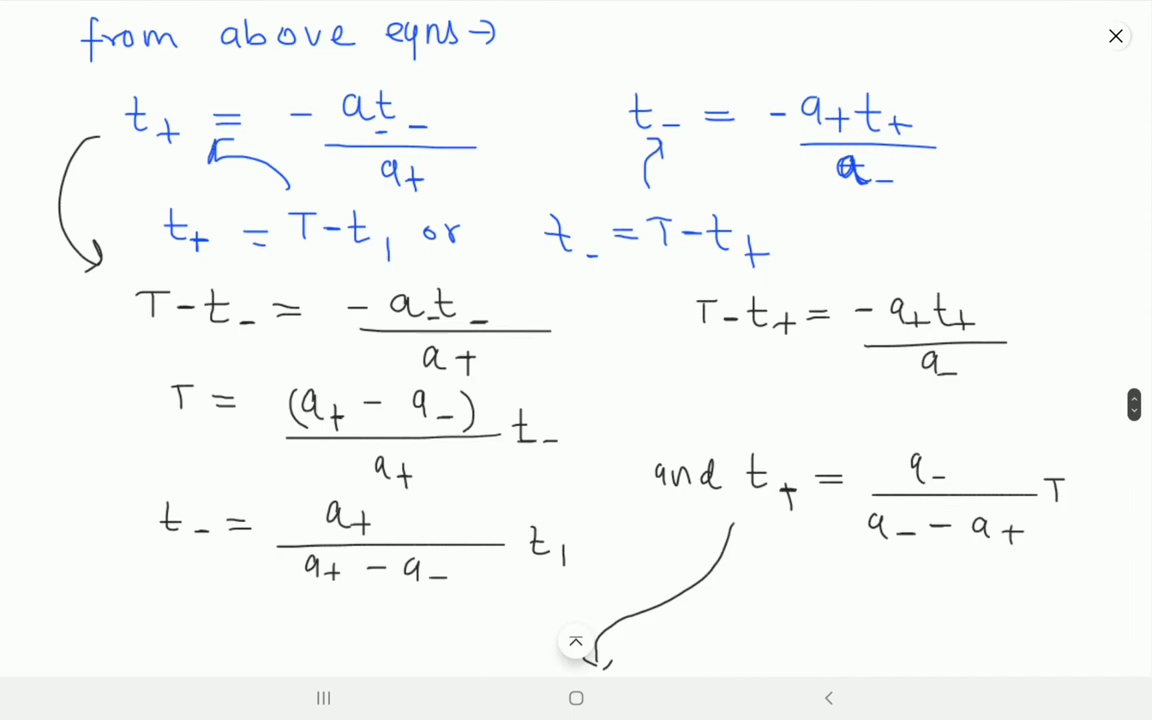 from above eqns→
t₊ = - a₋t₋ / a₊    t₋ = - a₊t₊ / a₋
t₊ = T-t₁ or t₋ = T-t₊
T-t₋ = - a₋t₋ / a₊    T-t₊ = - a₊t₊ / a₋
T = (a₊ - a₋) / a₊ t₋
and t₊ = a₋ / a₋ - a₊ T
t₋ = a₊ / a₊ - a₋ t₁